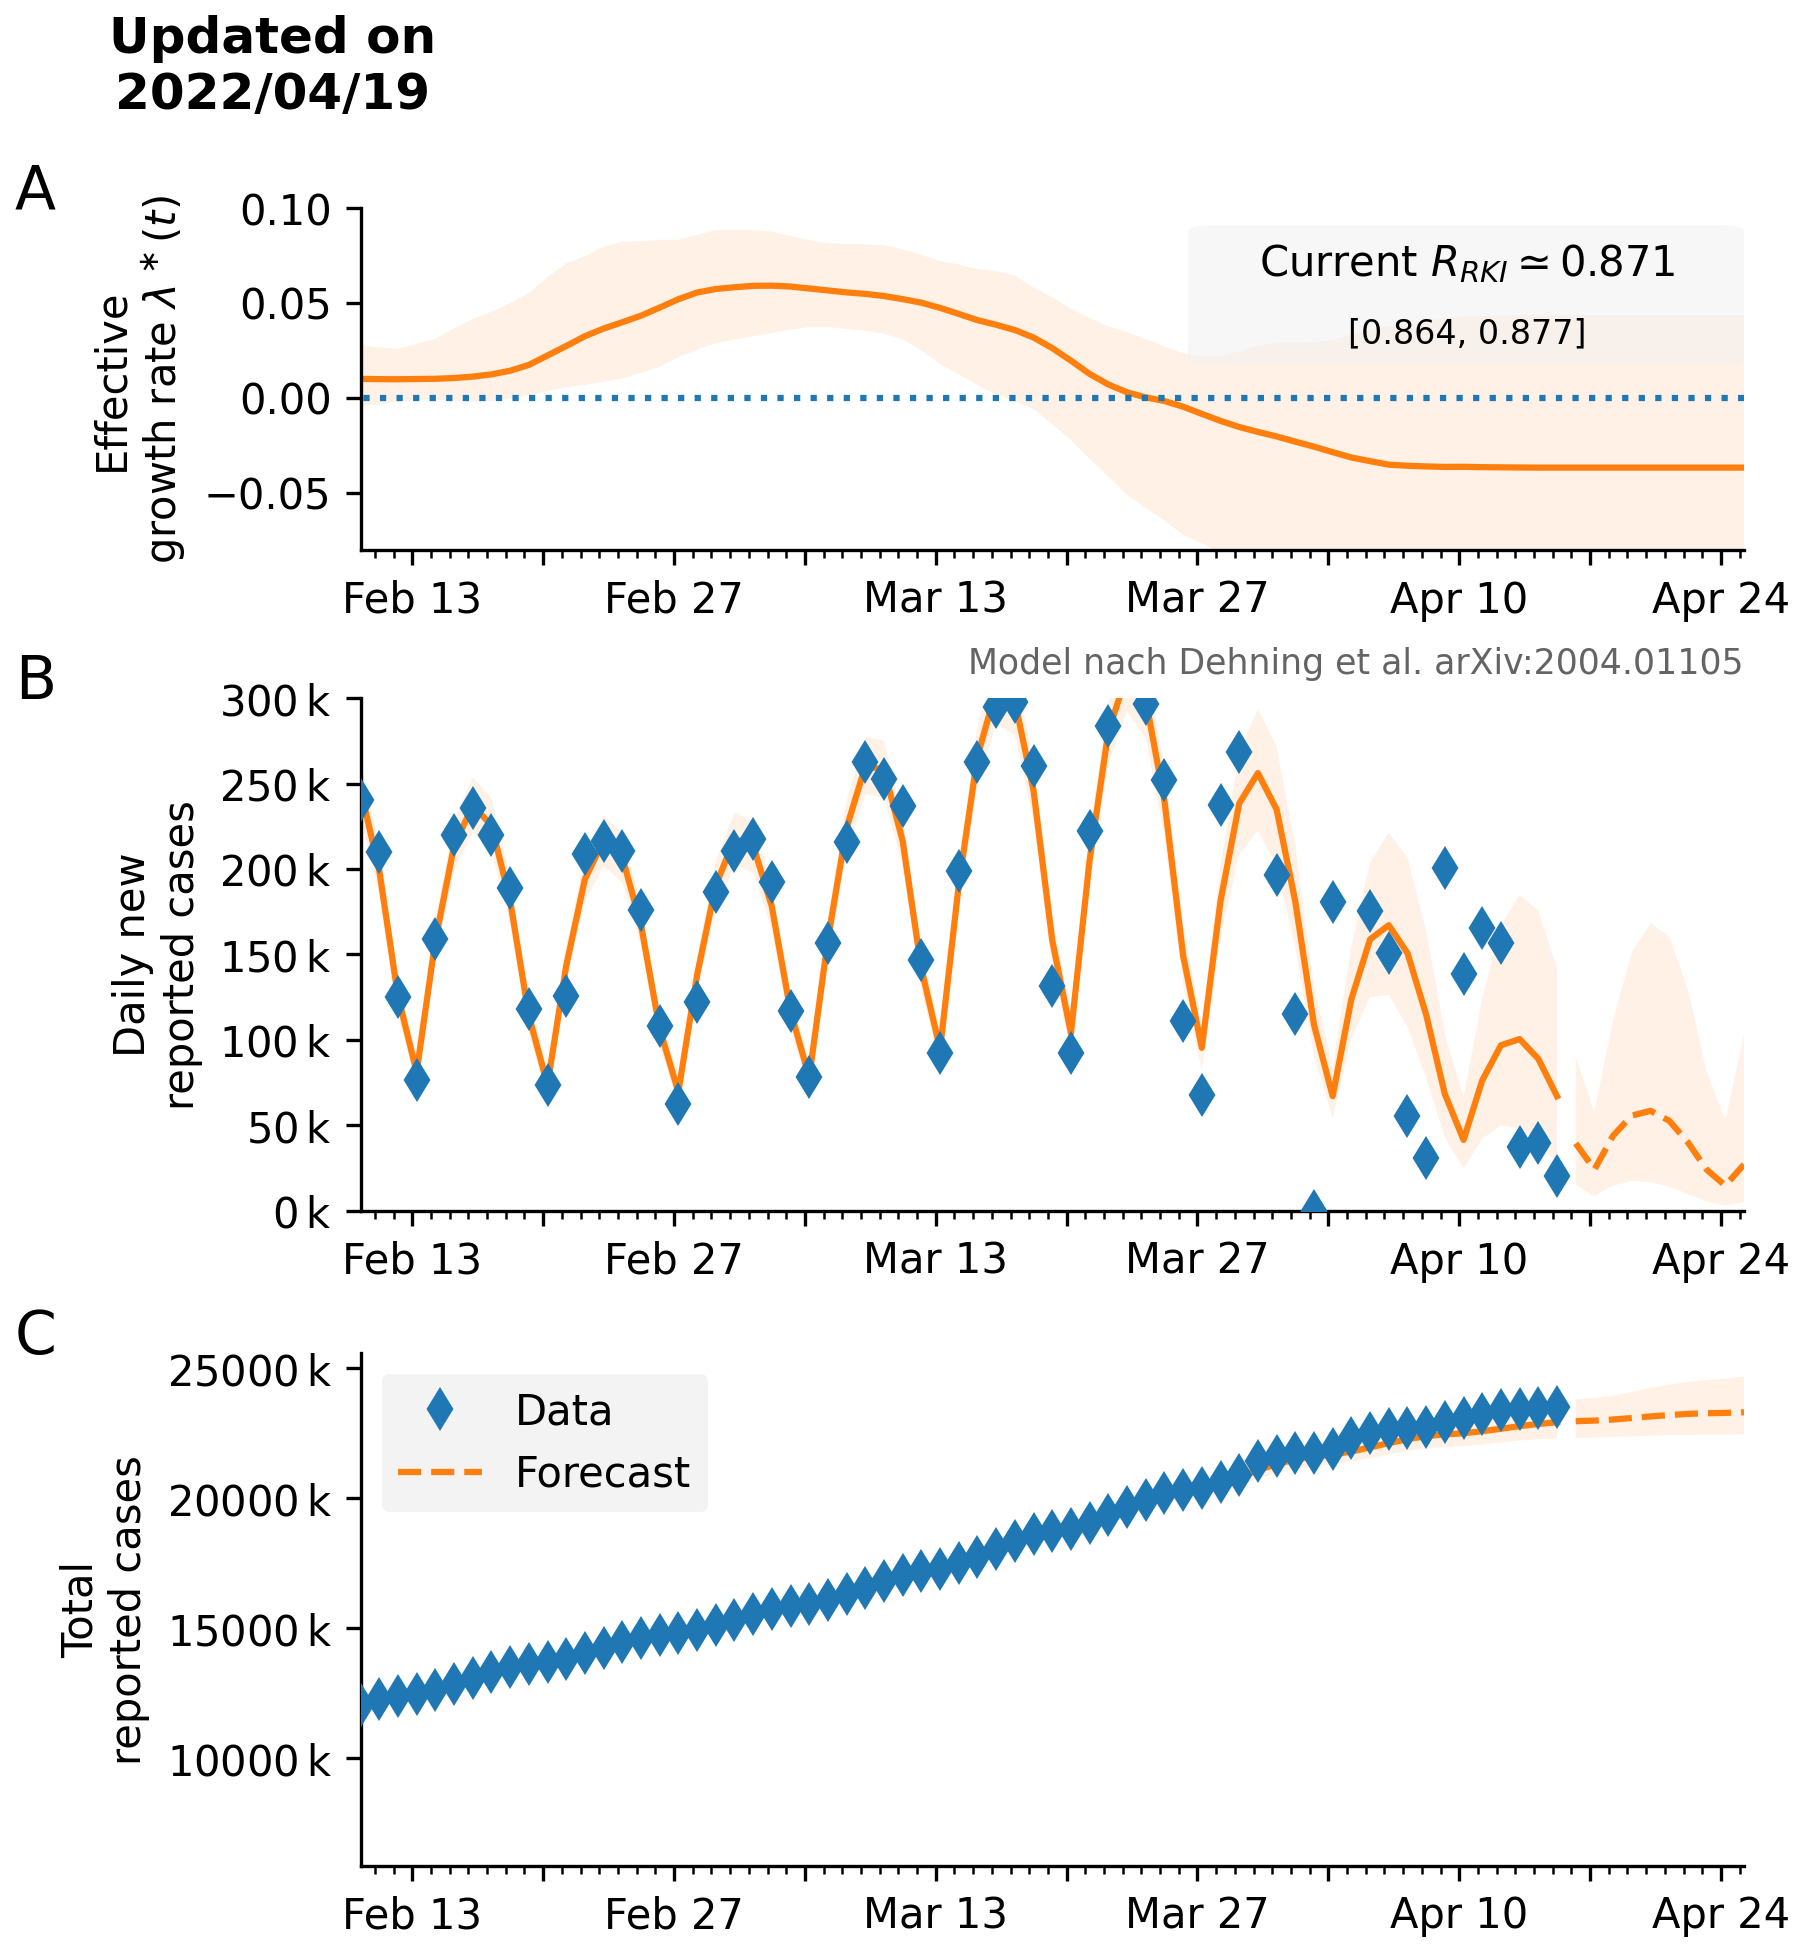 Updated on
2022/04/19
A
Effective
growth rate λ * (t)
0.10
0.05
0.00
−0.05
Current R_RKI ≃ 0.871
[0.864, 0.877]
Feb 13 Feb 27 Mar 13 Mar 27 Apr 10 Apr 24
Model nach Dehning et al. arXiv:2004.01105
B
Daily new
reported cases
300 k
250 k
200 k
150 k
100 k
50 k
0 k
Feb 13 Feb 27 Mar 13 Mar 27 Apr 10 Apr 24
C
Total
reported cases
25000 k
20000 k
15000 k
10000 k
Data
Forecast
Feb 13 Feb 27 Mar 13 Mar 27 Apr 10 Apr 24